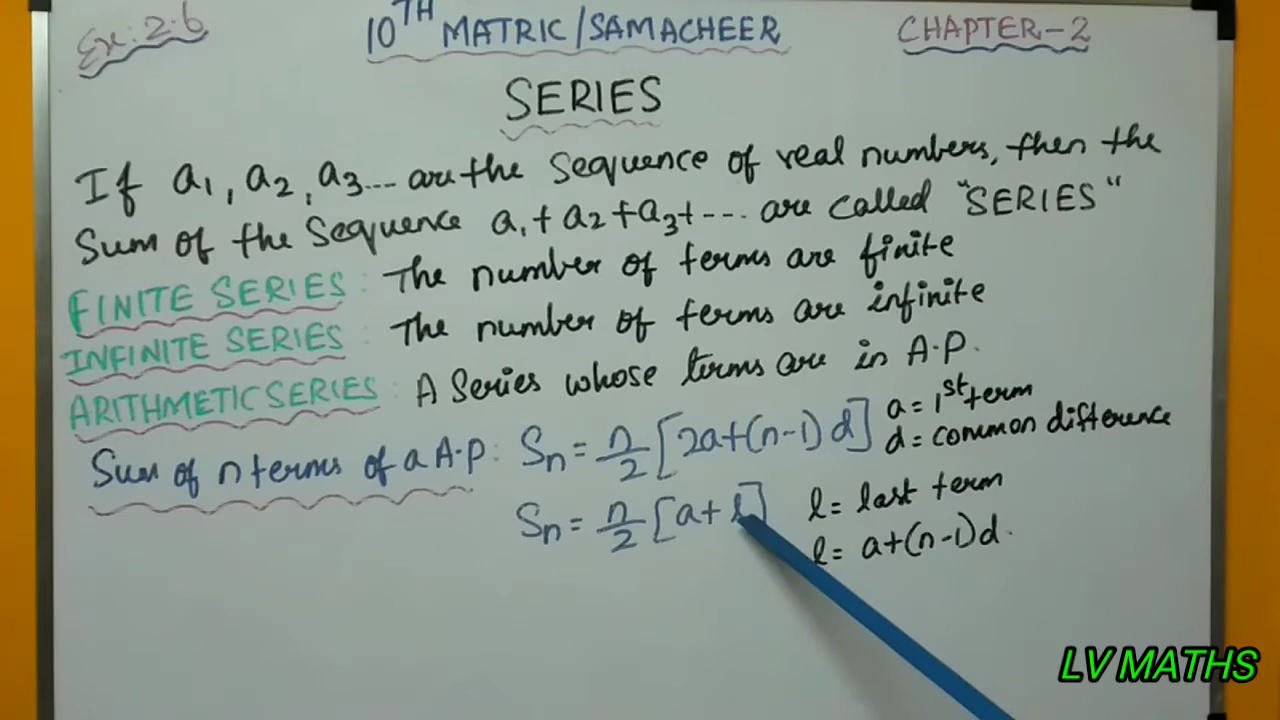 Ex: 2.6
10TH MATRIC/SAMACHEER
CHAPTER-2
SERIES
If a1, a2, a3... are the sequence of real numbers, then the
Sum of the sequence a1+a2+a3+--- are called "SERIES"
FINITE SERIES: The number of terms are finite
INFINITE SERIES: The number of terms are infinite
ARITHMETIC SERIES: A Series whose terms are in A.P.
Sum of n terms of a A.P: Sn = n/2 [2a+(n-1)d]
a = 1st term
d = common difference
Sn = n/2 [a+l]
l = last term
l = a+(n-1)d.
LV MATHS